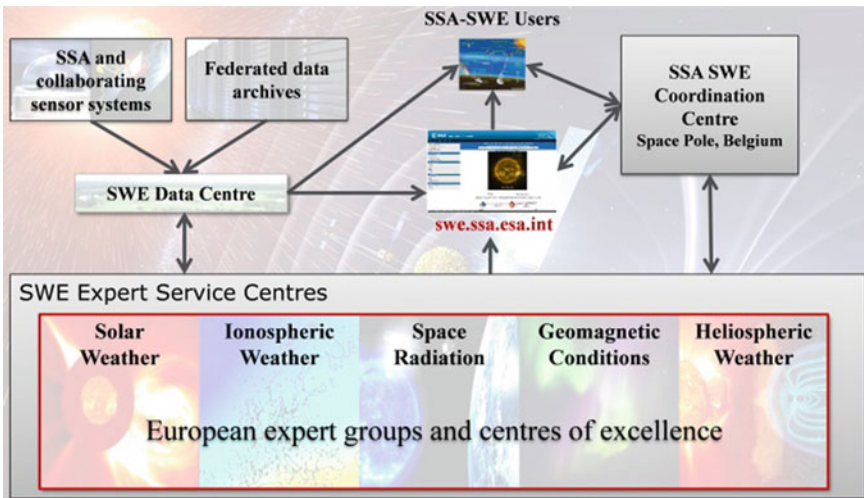 SSA-SWE Users
SSA and
collaborating
sensor systems
Federated data
archives
SSA SWE
Coordination
Centre
Space Pole, Belgium
SWE Data Centre
swe.ssa.esa.int
SWE Expert Service Centres
Solar
Weather
Ionospheric
Weather
Space
Radiation
Geomagnetic
Conditions
Heliospheric
Weather
European expert groups and centres of excellence